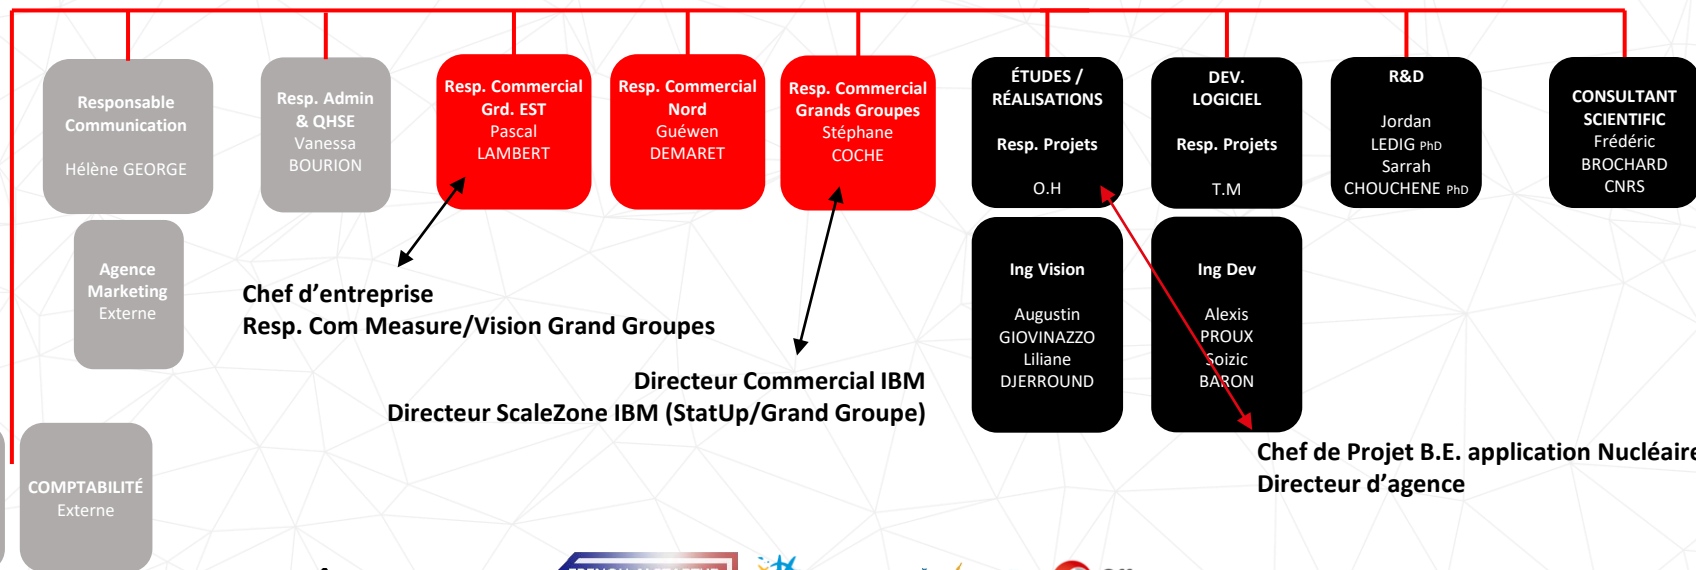 Responsable
Communication
Hélène GEORGE
Resp. Admin
& QHSE
Vanessa
BOURION
Resp. Commercial
Grd. EST
Pascal
LAMBERT
Resp. Commercial
Nord
Guéwen
DEMARET
Resp. Commercial
Grands Groupes
Stéphane
COCHE
ÉTUDES /
RÉALISATIONS
Resp. Projets
O.H
DEV.
LOGICIEL
Resp. Projets
T.M
R&D
Jordan
LEDIG PhD
Sarrah
CHOUCHENE PhD
CONSULTANT
SCIENTIFIC
Frédéric
BROCHARD
CNRS
Agence
Marketing
Externe
Chef d’entreprise
Resp. Com Measure/Vision Grand Groupes
Directeur Commercial IBM
Directeur ScaleZone IBM (StatUp/Grand Groupe)
Ing Vision
Augustin
GIOVINAZZO
Liliane
DJERROUND
Ing Dev
Alexis
PROUX
Soizic
BARON
Chef de Projet B.E. application Nucléaire
Directeur d’agence
COMPTABILITÉ
Externe